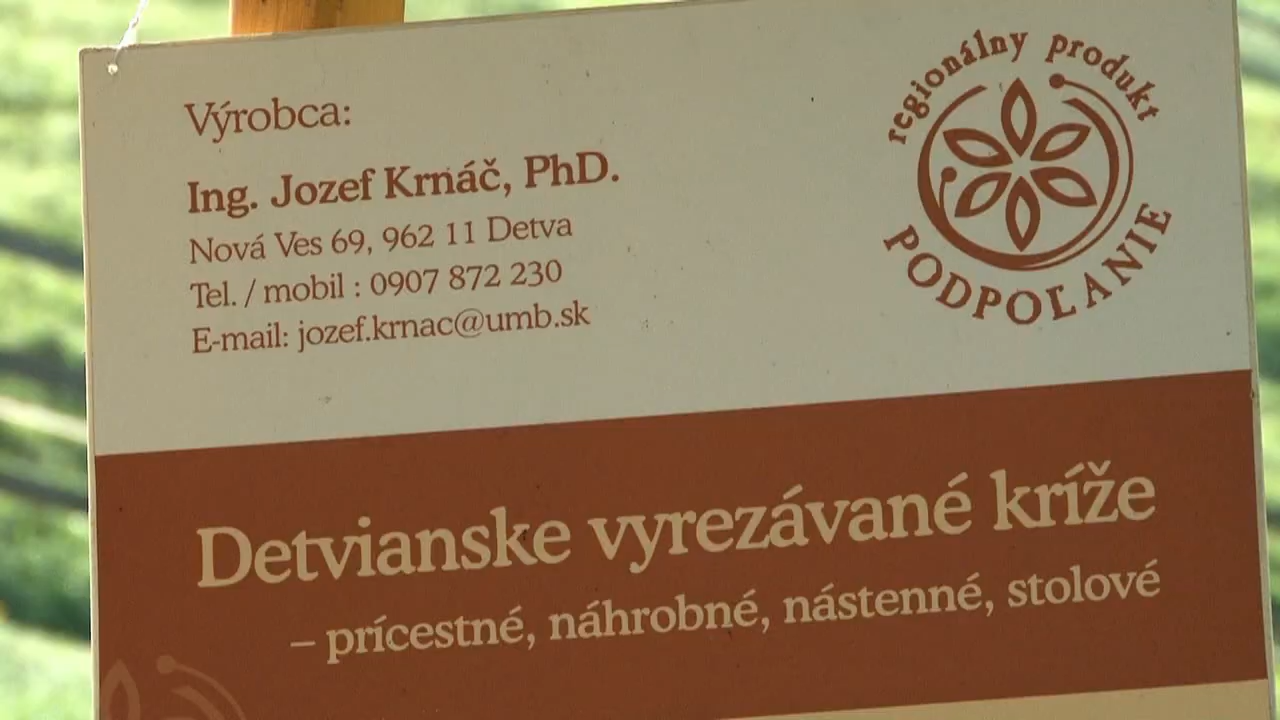 Výrobca:
Ing. Jozef Krnáč, PhD.
Nová Ves 69, 962 11 Detva
Tel. / mobil : 0907 872 230
E-mail: jozef.krnac@umb.sk
regionálny produkt
PODPOĽANIE
Detvianske vyrezávané kríže
– prícestné, náhrobné, nástenné, stolové